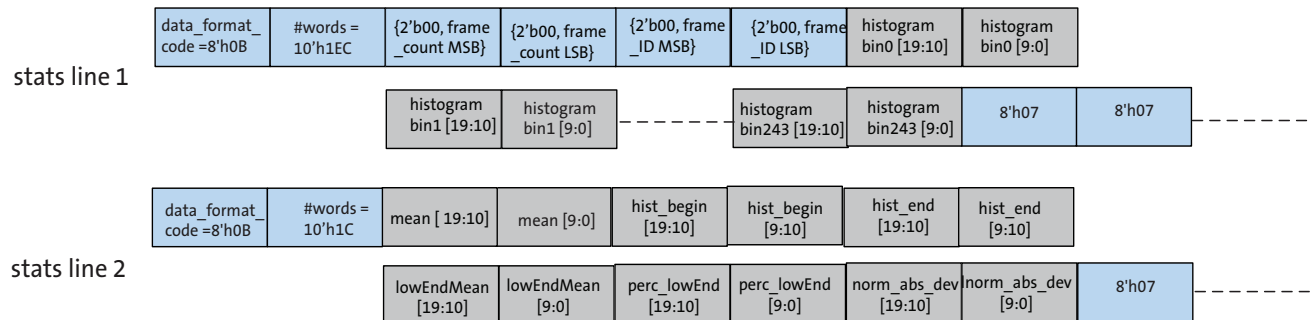 data_format_
code =8'h0B
#words =
10'h1EC
{2'b00, frame
_count MSB}
{2'b00, frame
_count LSB}
{2'b00, frame
_ID MSB}
{2'b00, frame
_ID LSB}
histogram
bin0 [19:10]
histogram
bin0 [9:0]
stats line 1
histogram
bin1 [19:10]
histogram
bin1 [9:0]
histogram
bin243 [19:10]
histogram
bin243 [9:0]
8'h07
8'h07
data_format_
code =8'h0B
#words =
10'h1C
mean [ 19:10]
mean [9:0]
hist_begin
[19:10]
hist_begin
[9:10]
hist_end
[19:10]
hist_end
[9:10]
stats line 2
lowEndMean
[19:10]
lowEndMean
[9:0]
perc_lowEnd
[19:10]
perc_lowEnd
[9:0]
norm_abs_dev
[19:10]
lnorm_abs_dev
[9:0]
8'h07